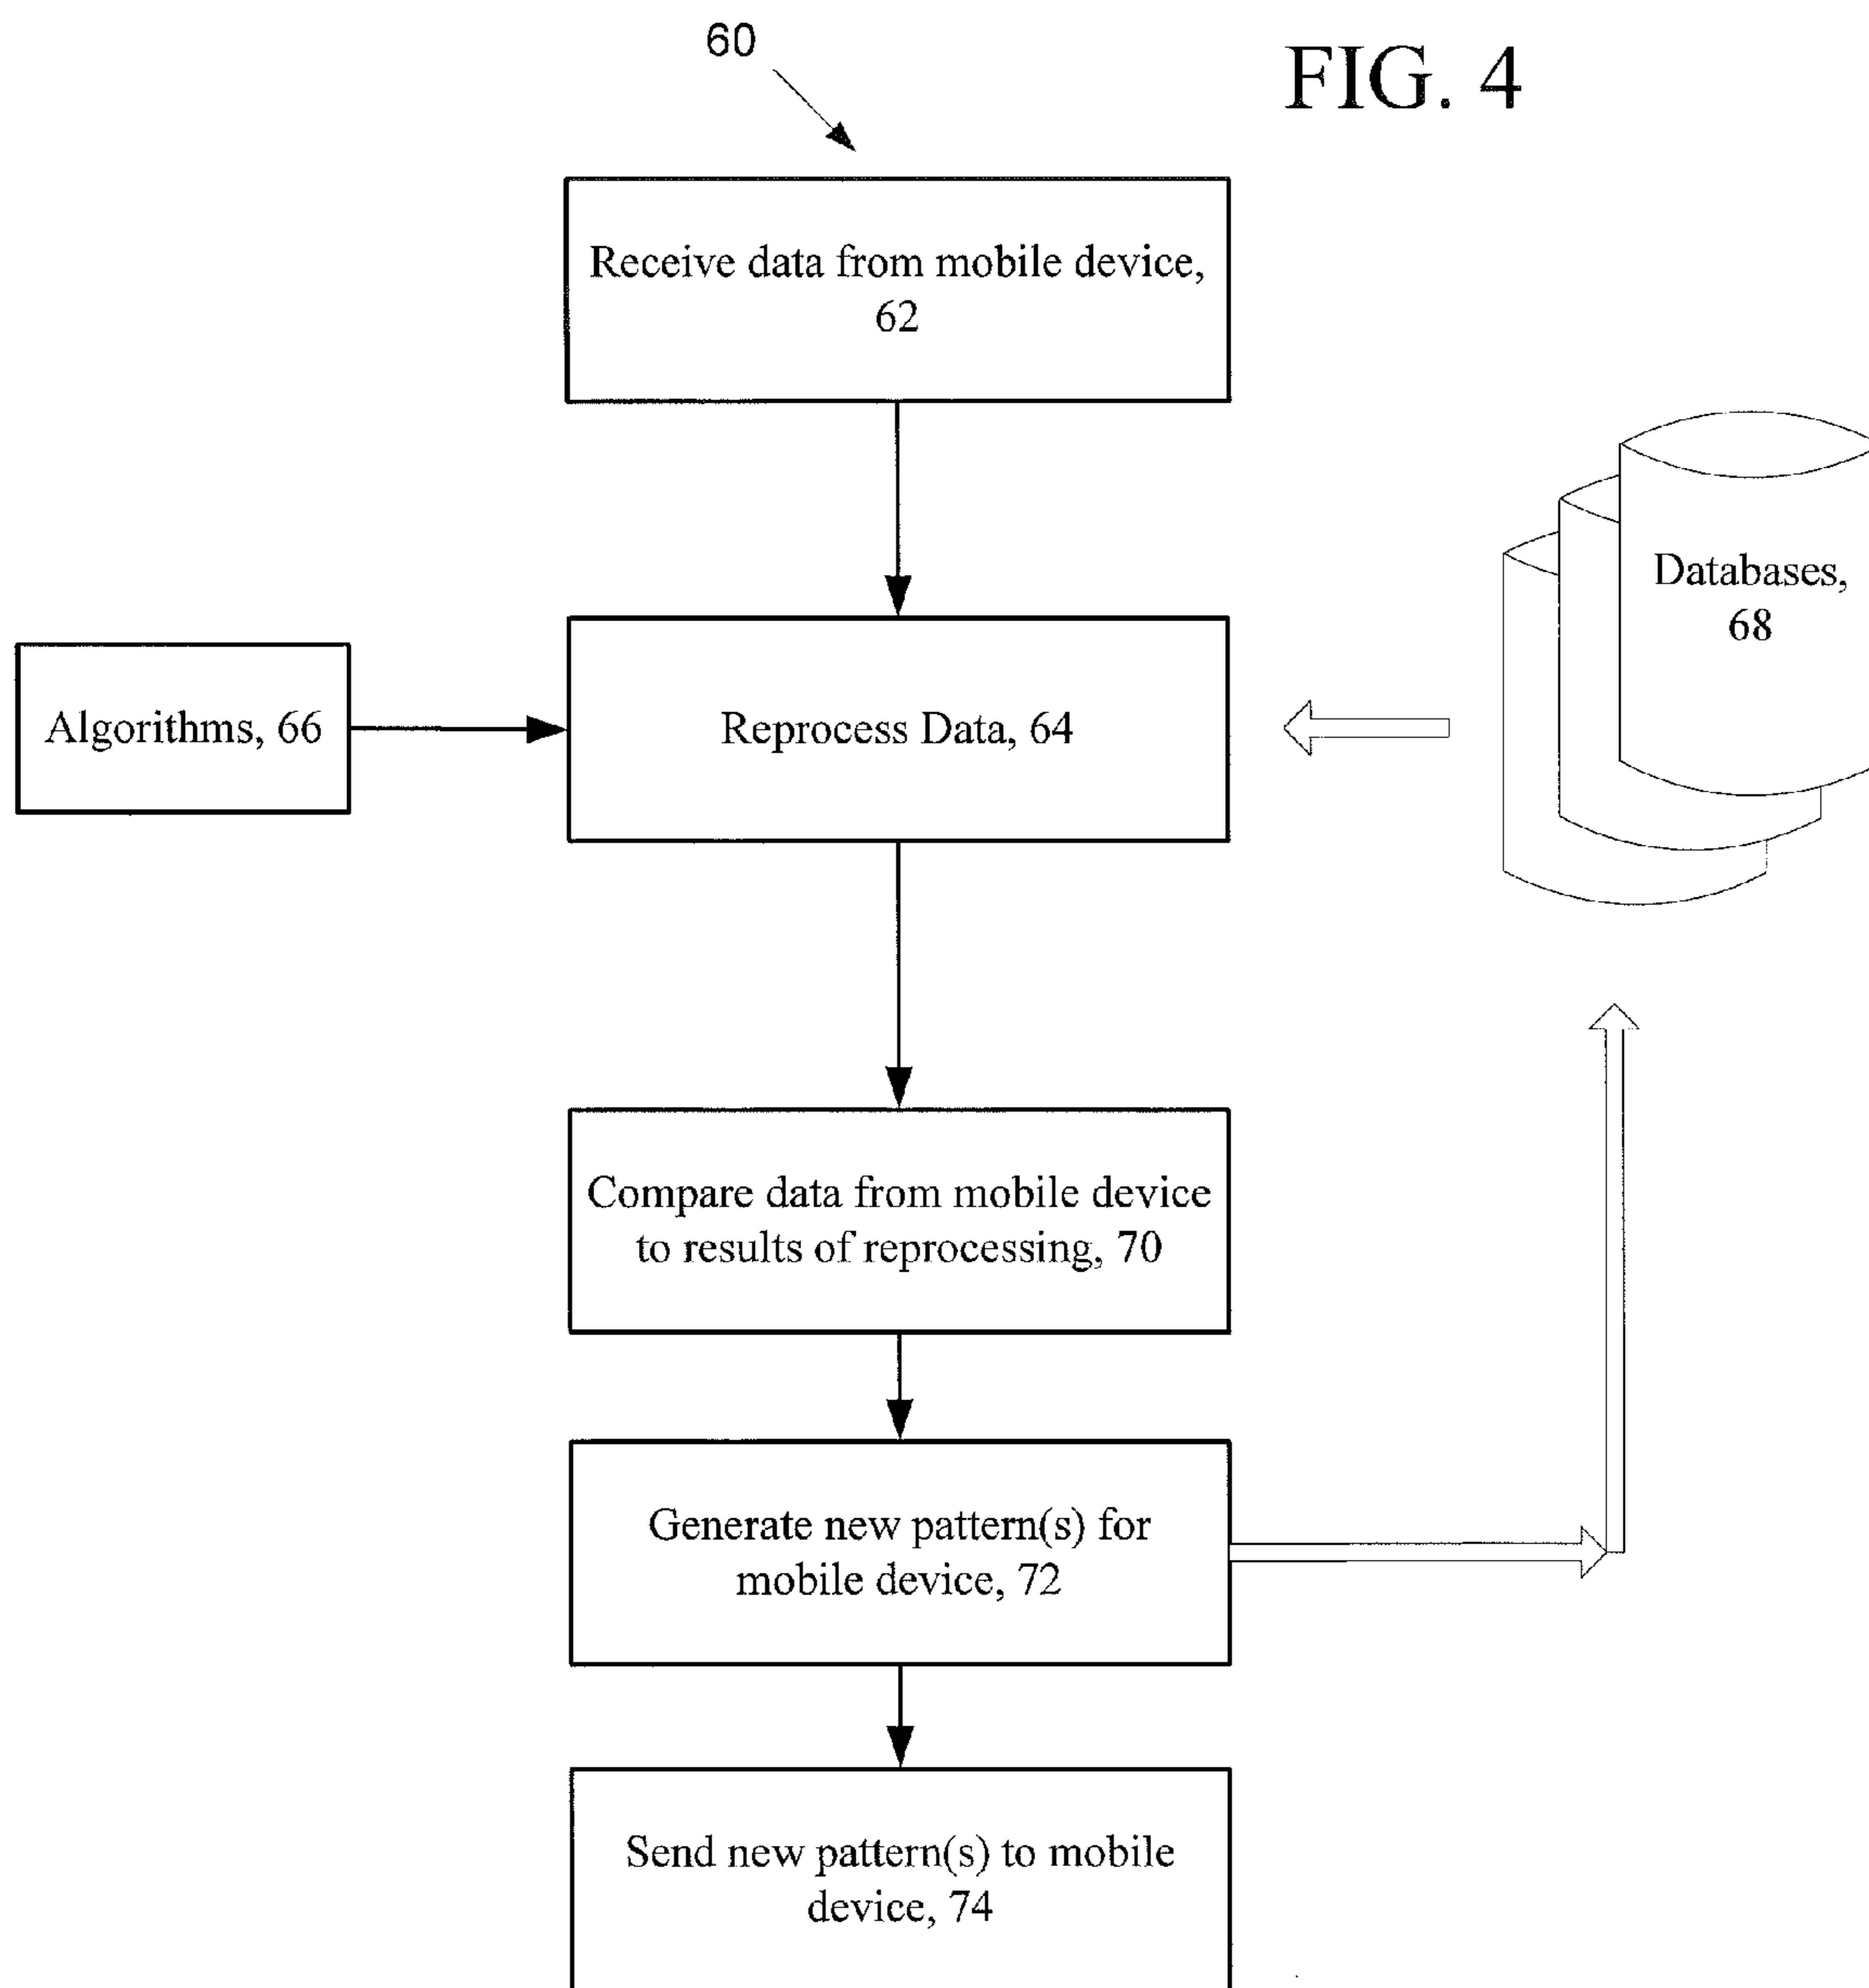 60
FIG. 4
Receive data from mobile device,
62
Databases,
68
Algorithms, 66
Reprocess Data, 64
Compare data from mobile device
to results of reprocessing, 70
Generate new pattern(s) for
mobile device, 72
Send new pattern(s) to mobile
device, 74